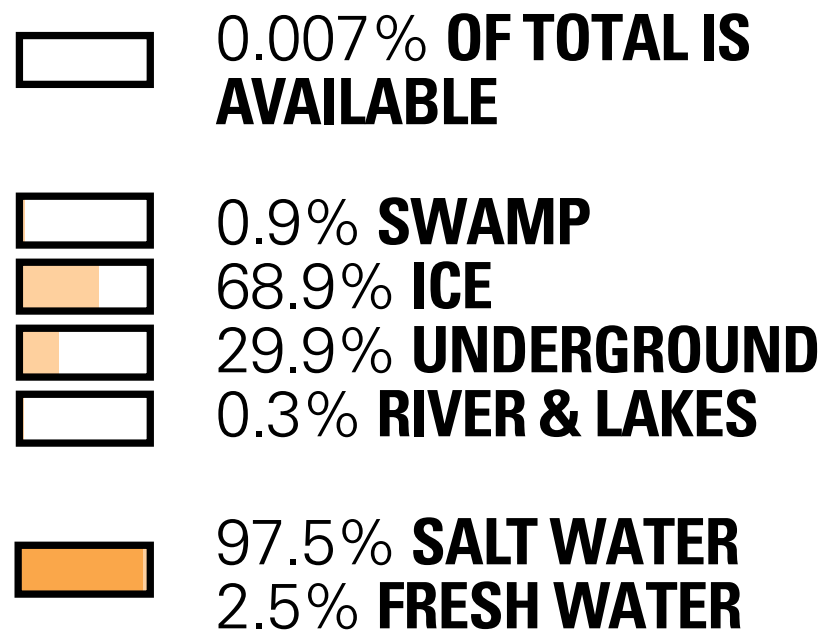 0.007% OF TOTAL IS
AVAILABLE
0.9% SWAMP
68.9% ICE
29.9% UNDERGROUND
0.3% RIVER & LAKES
97.5% SALT WATER
2.5% FRESH WATER